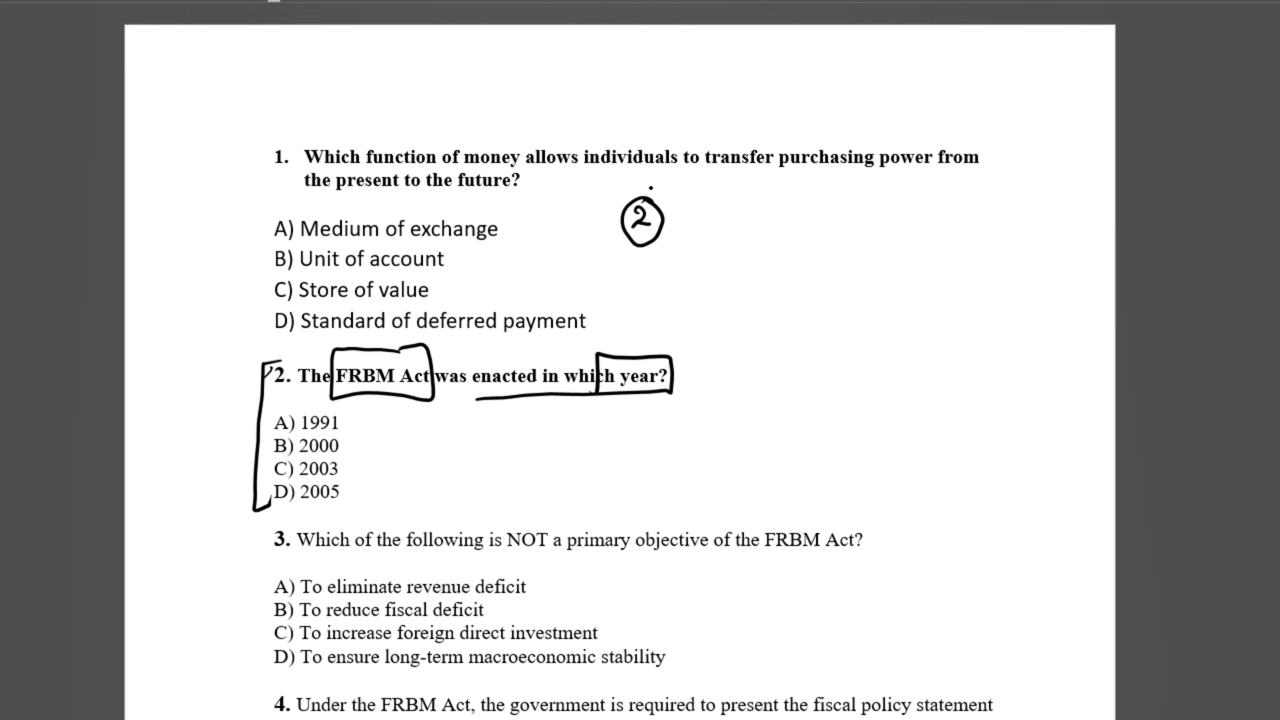 1. Which function of money allows individuals to transfer purchasing power from
the present to the future?
2
A) Medium of exchange
B) Unit of account
C) Store of value
D) Standard of deferred payment
2. The FRBM Act was enacted in which year?
A) 1991
B) 2000
C) 2003
D) 2005
3. Which of the following is NOT a primary objective of the FRBM Act?
A) To eliminate revenue deficit
B) To reduce fiscal deficit
C) To increase foreign direct investment
D) To ensure long-term macroeconomic stability
4. Under the FRBM Act, the government is required to present the fiscal policy statement